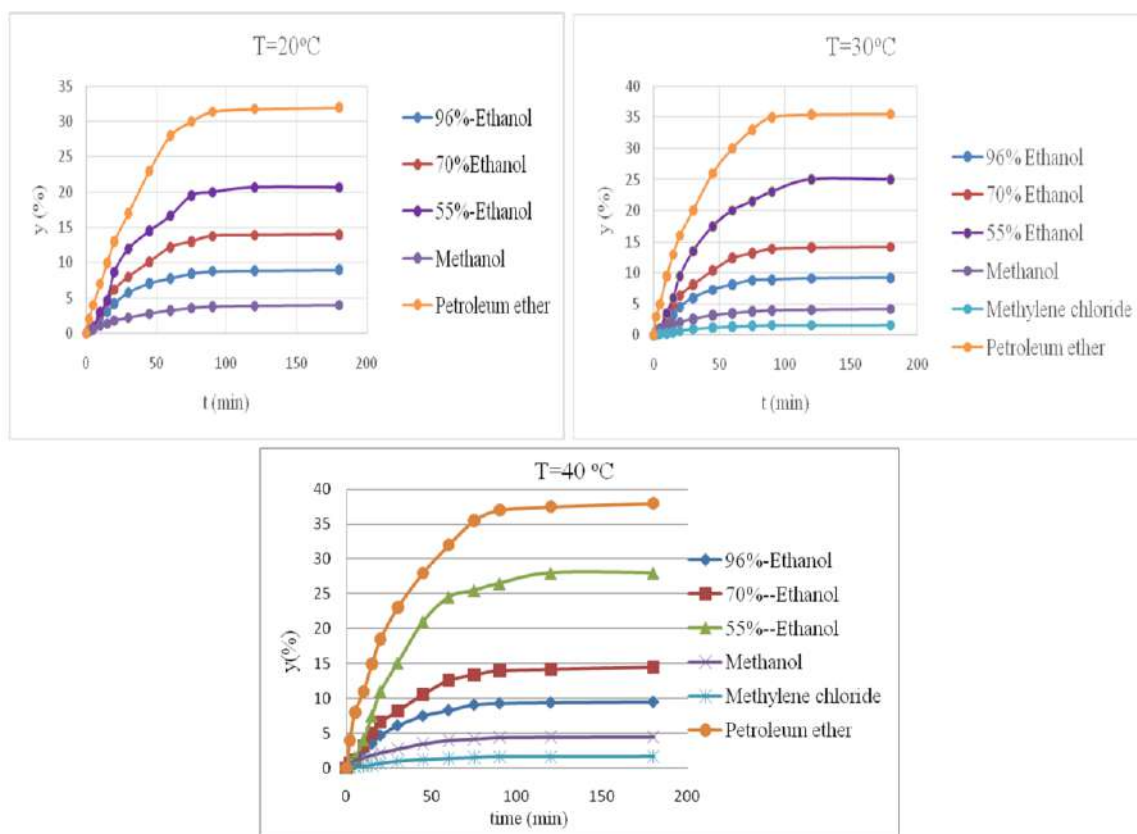 T=20°C
35
30
25
20
15
10
5
0
y (%)
0 50 100 150 200
t (min)
96%-Ethanol
70%Ethanol
55%-Ethanol
Methanol
Petroleum ether
T=30°C
40
35
30
25
20
15
10
5
0
y (%)
0 50 100 150 200
t (min)
96% Ethanol
70% Ethanol
55% Ethanol
Methanol
Methylene chloride
Petroleum ether
T=40 °C
40
35
30
25
20
15
10
5
0
y(%)
0 50 100 150 200
time (min)
96%-Ethanol
70%--Ethanol
55%--Ethanol
Methanol
Methylene chloride
Petroleum ether